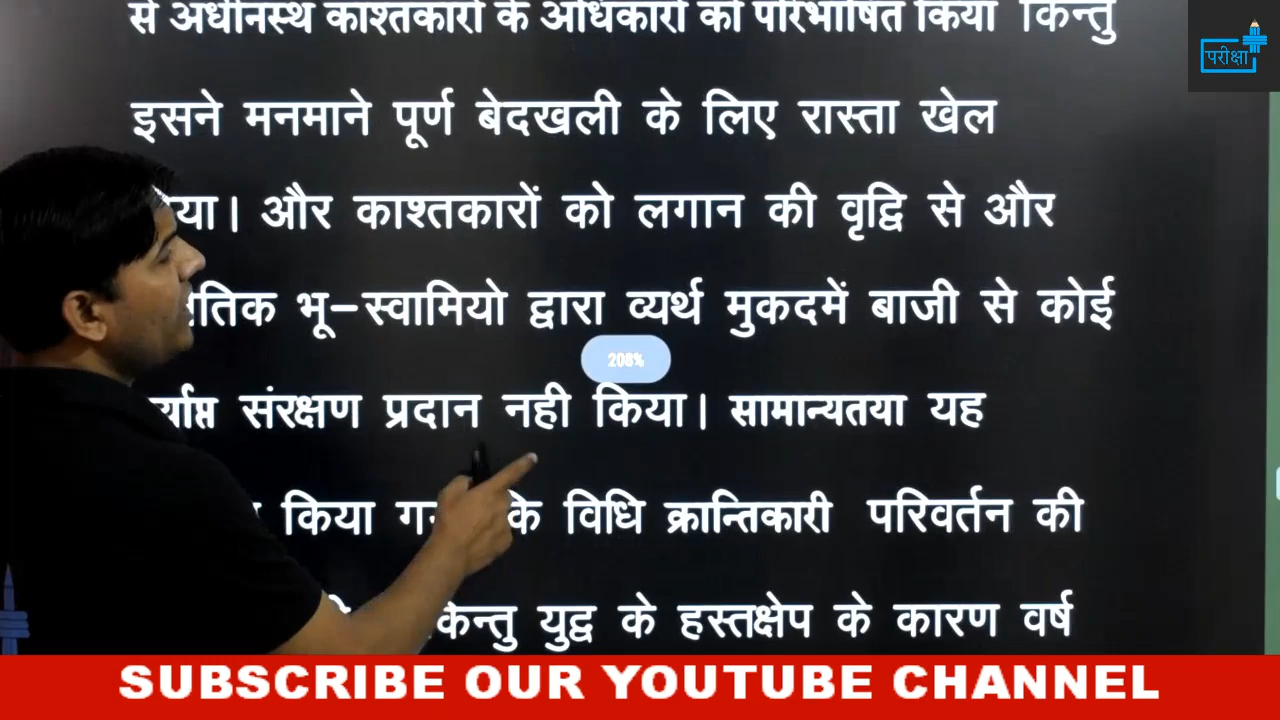 से अधीनस्थ काश्तकारों के अधिकारों को परिभाषित किया किन्तु
परीक्षा
इसने मनमाने पूर्ण बेदखली के लिए रास्ता खेल
और काश्तकारों को लगान की वृद्वि से और
भू-स्वामियो द्वारा व्यर्थ मुकदमें बाजी से कोई
208%
संरक्षण प्रदान नही किया। सामान्यतया यह
किया कि विधि क्रान्तिकारी परिवर्तन की
किन्तु युद्व के हस्तक्षेप के कारण वर्ष
SUBSCRIBE OUR YOUTUBE CHANNEL